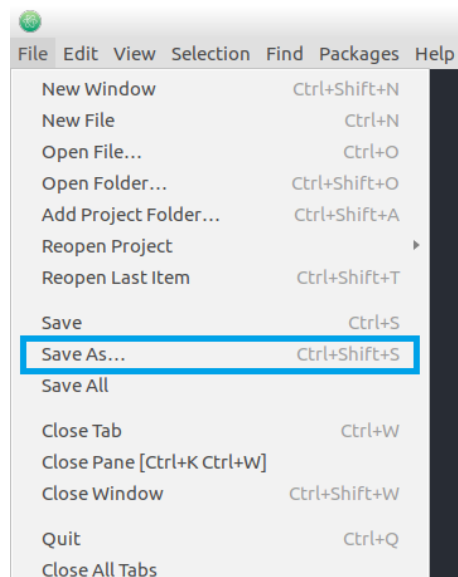 File Edit View Selection Find Packages Help
New Window Ctrl+Shift+N
New File Ctrl+N
Open File... Ctrl+O
Open Folder... Ctrl+Shift+O
Add Project Folder... Ctrl+Shift+A
Reopen Project
Reopen Last Item Ctrl+Shift+T
Save Ctrl+S
Save As... Ctrl+Shift+S
Save All
Close Tab Ctrl+W
Close Pane [Ctrl+K Ctrl+W]
Close Window Ctrl+Shift+W
Quit Ctrl+Q
Close All Tabs